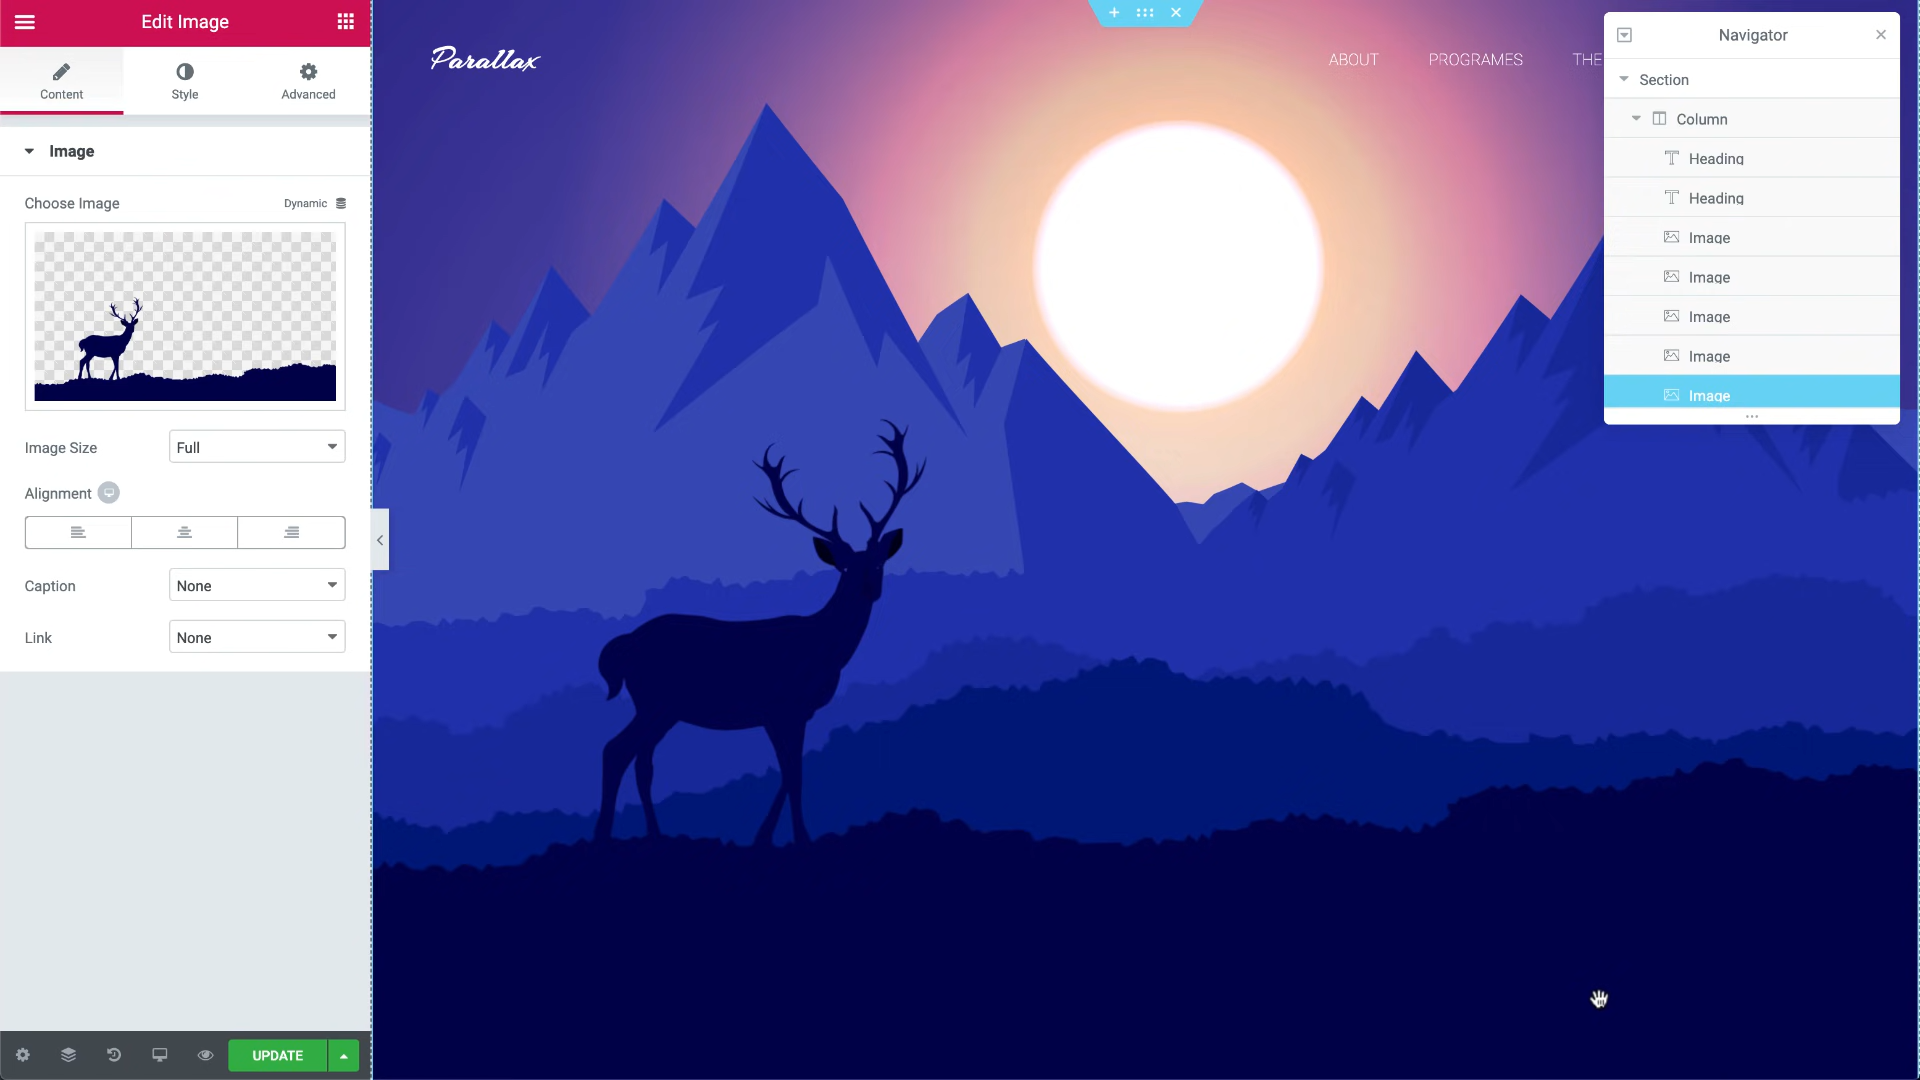 Edit Image
Content
Style
Advanced
Image
Choose Image
Dynamic
Image Size
Full
Alignment
Caption
None
Link
None
UPDATE
Parallax
ABOUT
PROGRAMES
THE
Navigator
Section
Column
Heading
Heading
Image
Image
Image
Image
Image